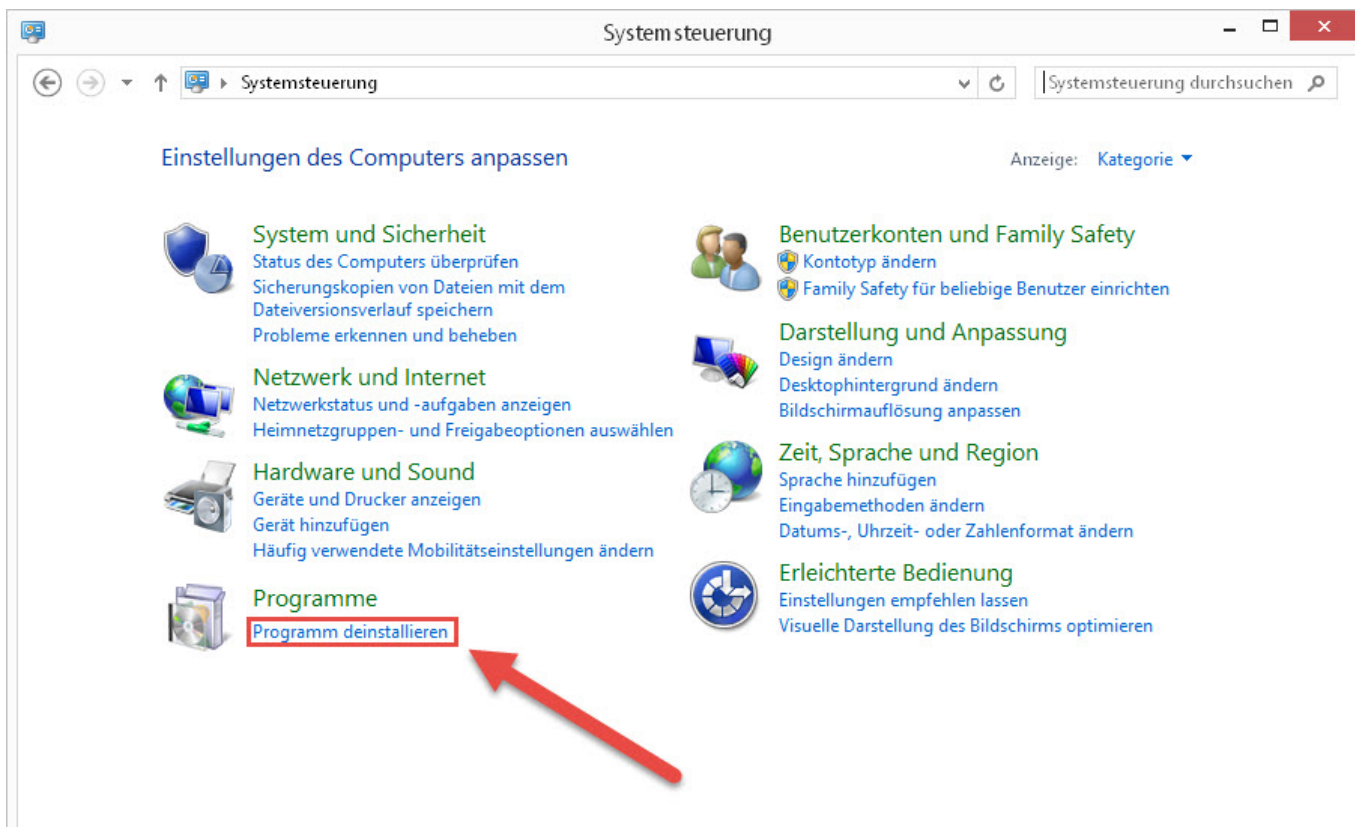 Systemsteuerung
Systemsteuerung
Systemsteuerung durchsuchen
Einstellungen des Computers anpassen
Anzeige: Kategorie
System und Sicherheit
Status des Computers überprüfen
Sicherungskopien von Dateien mit dem
Dateiversionsverlauf speichern
Probleme erkennen und beheben
Netzwerk und Internet
Netzwerkstatus und -aufgaben anzeigen
Heimnetzgruppen- und Freigabeoptionen auswählen
Hardware und Sound
Geräte und Drucker anzeigen
Gerät hinzufügen
Häufig verwendete Mobilitätseinstellungen ändern
Programme
Programm deinstallieren
Benutzerkonten und Family Safety
Kontotyp ändern
Family Safety für beliebige Benutzer einrichten
Darstellung und Anpassung
Design ändern
Desktophintergrund ändern
Bildschirmauflösung anpassen
Zeit, Sprache und Region
Sprache hinzufügen
Eingabemethoden ändern
Datums-, Uhrzeit- oder Zahlenformat ändern
Erleichterte Bedienung
Einstellungen empfehlen lassen
Visuelle Darstellung des Bildschirms optimieren